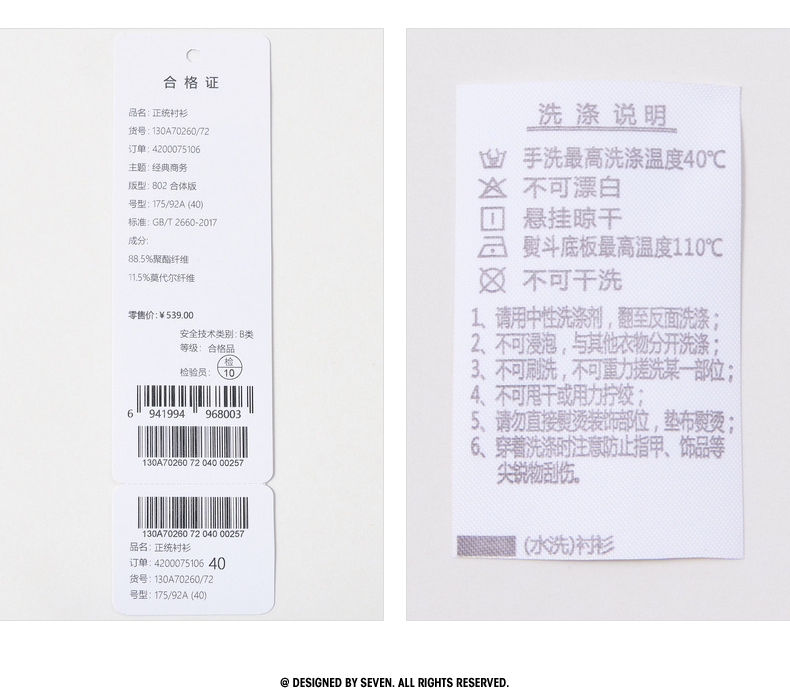 合格证
品名: 正统衬衫
货号: 130A70260/72
订单: 4200075106
主题: 经典商务
版型: 802 合体版
号型: 175/92A (40)
标准: GB/T 2660-2017
成分:
88.5%聚酯纤维
11.5%莫代尔纤维
零售价: ¥539.00
安全技术类别: B类
等级: 合格品
检验员: 检 10
6 941994 968003
130A70260 72 040 00257
130A70260 72 040 00257
品名: 正统衬衫
订单: 4200075106 40
货号: 130A70260/72
号型: 175/92A (40)
洗涤说明
手洗最高洗涤温度40℃
不可漂白
悬挂晾干
熨斗底板最高温度110℃
不可干洗
1、请用中性洗涤剂，翻至反面洗涤；
2、不可浸泡，与其他衣物分开洗涤；
3、不可刷洗，不可重力搓洗某一部位；
4、不可甩干或用力拧绞；
5、请勿直接熨烫装饰部位，垫布熨烫；
6、穿着洗涤时注意防止指甲、饰品等
尖锐物刮伤。
(水洗)衬衫
@ DESIGNED BY SEVEN. ALL RIGHTS RESERVED.